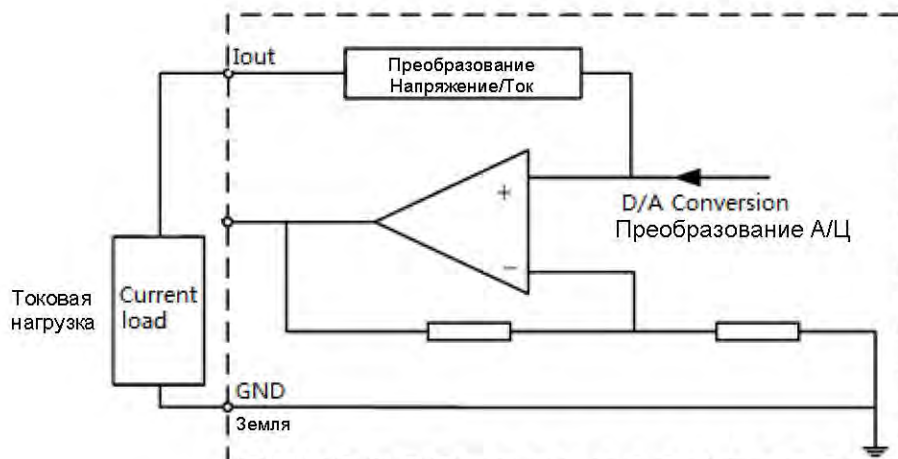 Iout
Преобразование
Напряжение/Ток
+
D/A Conversion
Преобразование А/Ц
−
Токовая
нагрузка
Current
load
GND
Земля